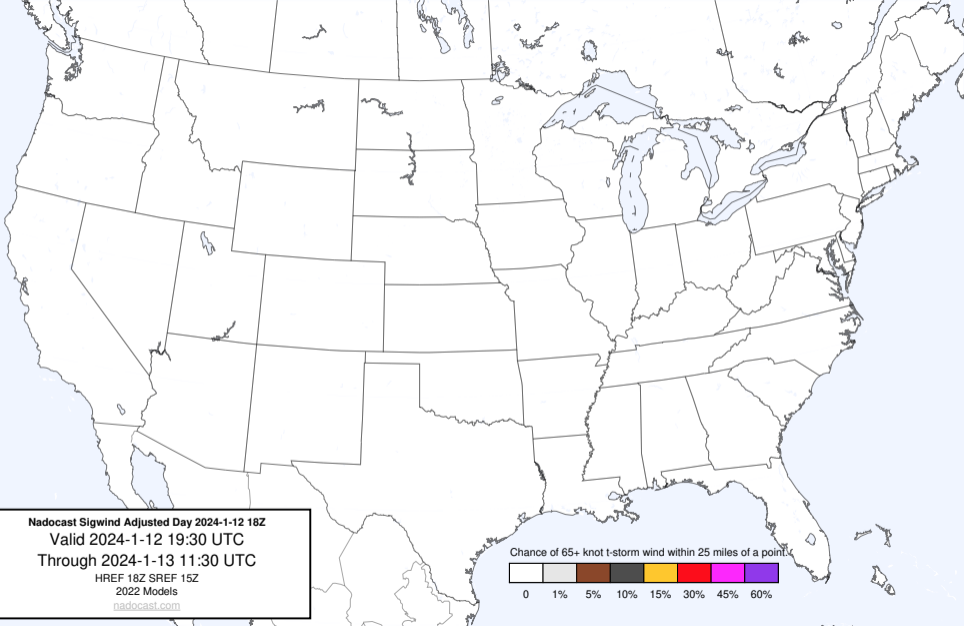 Nadocast Sigwind Adjusted Day 2024-1-12 18Z
Valid 2024-1-12 19:30 UTC
Through 2024-1-13 11:30 UTC
HREF 18Z SREF 15Z
2022 Models
nadocast.com
Chance of 65+ knot t-storm wind within 25 miles of a point.
0 1% 5% 10% 15% 30% 45% 60%